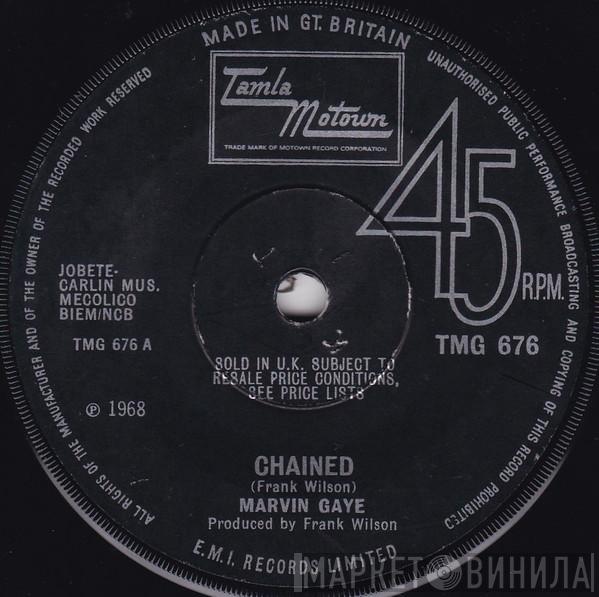 MADE IN GT. BRITAIN
UNAUTHORISED PUBLIC PERFORMANCE BROADCASTING AND COPYING OF THIS RECORD PROHIBITED
ALL RIGHTS OF THE MANUFACTURER AND OF THE OWNER OF THE RECORDED WORK RESERVED
Tamla
Motown
TRADE MARK OF MOTOWN RECORD CORPORATION
45
R.P.M.
JOBETE-
CARLIN MUS.
MECOLICO
BIEM/NCB
TMG 676 A
TMG 676
SOLD IN U.K. SUBJECT TO
RESALE PRICE CONDITIONS,
SEE PRICE LISTS
℗ 1968
CHAINED
(Frank Wilson)
MARVIN GAYE
Produced by Frank Wilson
E.M.I. RECORDS LIMITED
МАРКЕТ ВИНИЛА